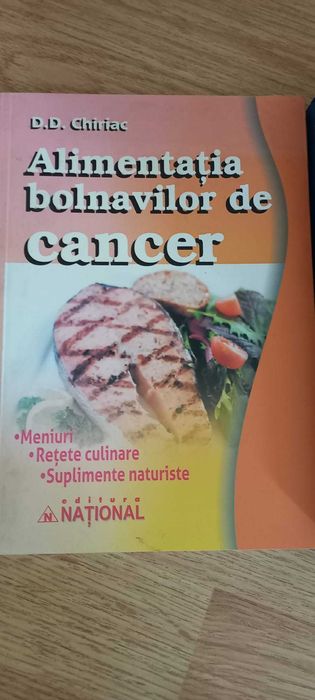 D.D. Chiriac
Alimentația
bolnavilor de
cancer
•Meniuri
•Rețete culinare
•Suplimente naturiste
editura
N NAȚIONAL